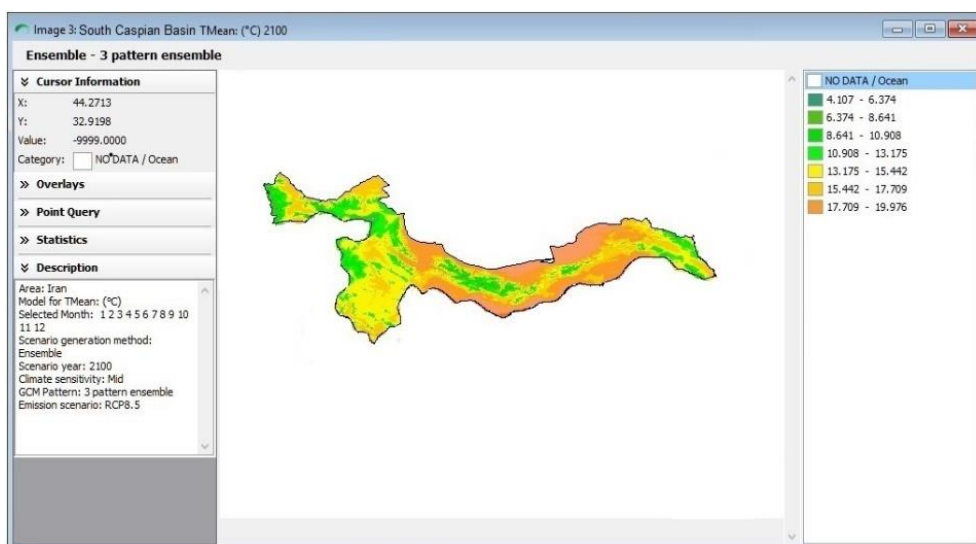 Image 3: South Caspian Basin TMean: (°C) 2100
Ensemble - 3 pattern ensemble
Cursor Information
X: 44.2713
Y: 32.9198
Value: -9999.0000
Category: NO DATA / Ocean
Overlays
Point Query
Statistics
Description
Area: Iran
Model for TMean: (°C)
Selected Month: 1 2 3 4 5 6 7 8 9 10
11 12
Scenario generation method:
Ensemble
Scenario year: 2100
Climate sensitivity: Mid
GCM Pattern: 3 pattern ensemble
Emission scenario: RCP8.5
NO DATA / Ocean
4.107 - 6.374
6.374 - 8.641
8.641 - 10.908
10.908 - 13.175
13.175 - 15.442
15.442 - 17.709
17.709 - 19.976